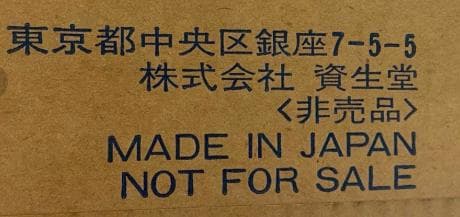 東京都中央区銀座7-5-5
株式会社 資生堂
<非売品>
MADE IN JAPAN
NOT FOR SALE